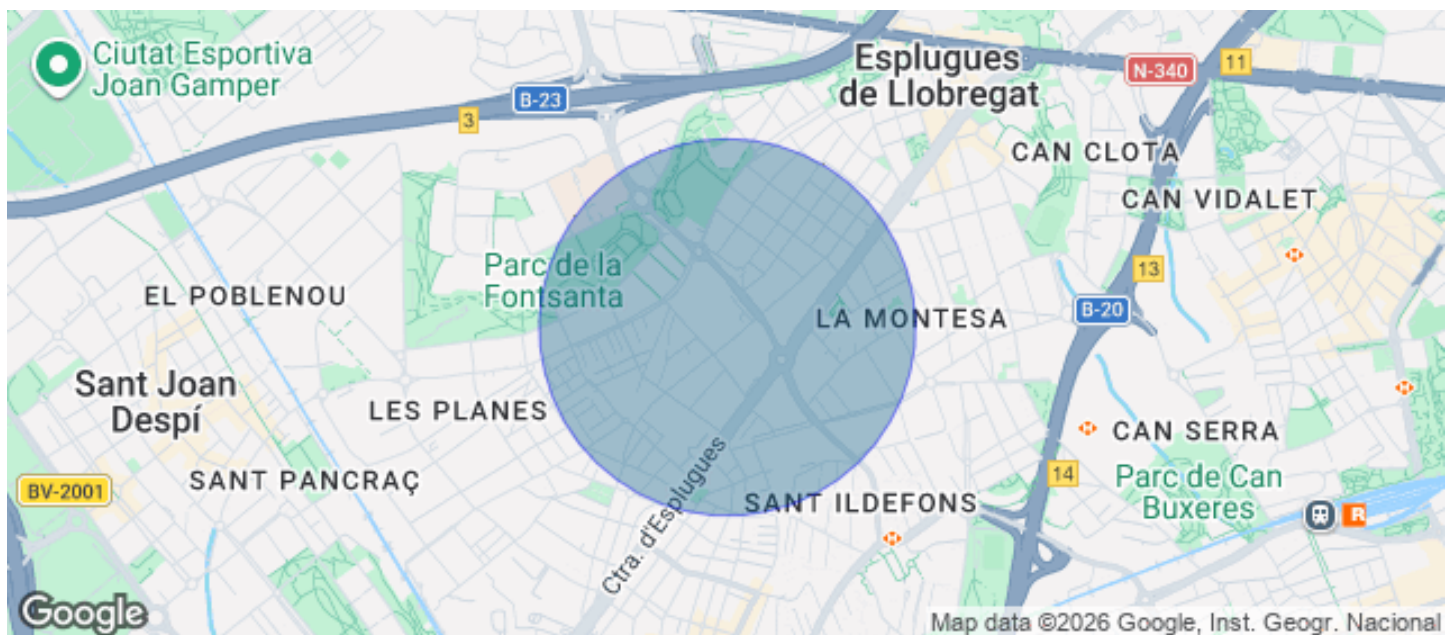 Ciutat Esportiva
Joan Gamper
Esplugues
de Llobregat
N-340
11
B-23
3
CAN CLOTA
CAN VIDALET
Parc de la
Fontsanta
13
EL POBLENOU
LA MONTESA
B-20
Sant Joan
Despí
LES PLANES
CAN SERRA
SANT PANCRAÇ
BV-2001
Ctra. d'Esplugues
SANT ILDEFONS
14
Parc de Can
Buxeres
R
Google
Map data ©2026 Google, Inst. Geogr. Nacional